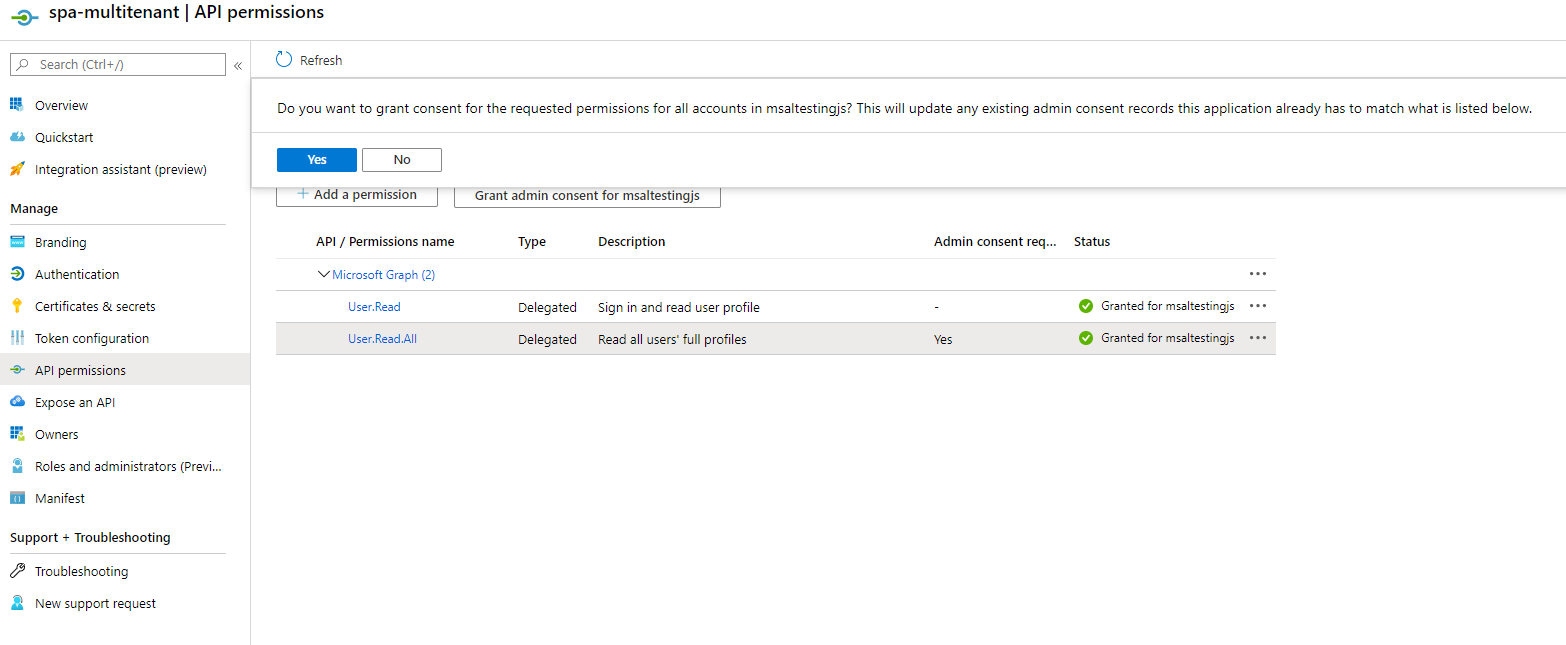 spa-multitenant | API permissions
Search (Ctrl+/)
«
Refresh
Do you want to grant consent for the requested permissions for all accounts in msaltestingjs? This will update any existing admin consent records this application already has to match what is listed below.
Yes No
Overview
Quickstart
Integration assistant (preview)
Manage
Branding
Authentication
Certificates & secrets
Token configuration
API permissions
Expose an API
Owners
Roles and administrators (Previ...
Manifest
Support + Troubleshooting
Troubleshooting
New support request
+ Add a permission Grant admin consent for msaltestingjs
API / Permissions name Type Description Admin consent req... Status
Microsoft Graph (2) ...
User.Read Delegated Sign in and read user profile - Granted for msaltestingjs ...
User.Read.All Delegated Read all users' full profiles Yes Granted for msaltestingjs ...